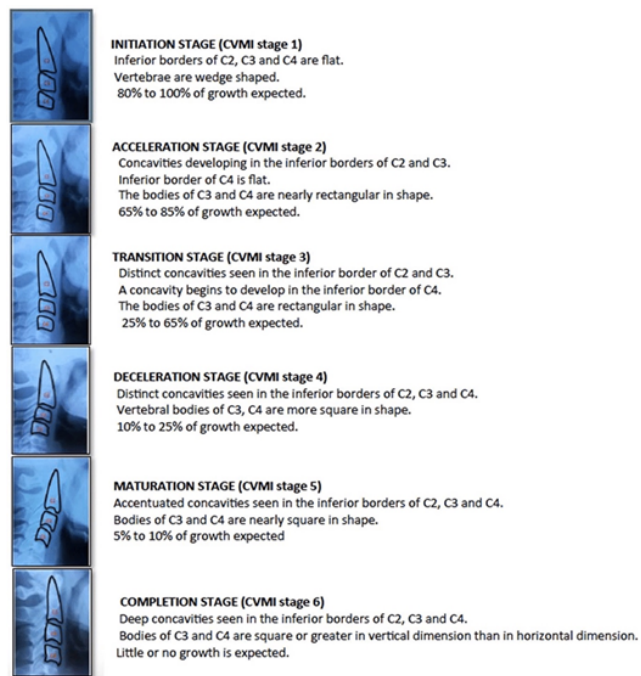 INITIATION STAGE (CVMI stage 1)
Inferior borders of C2, C3 and C4 are flat.
Vertebrae are wedge shaped.
80% to 100% of growth expected.
ACCELERATION STAGE (CVMI stage 2)
Concavities developing in the inferior borders of C2 and C3.
Inferior border of C4 is flat.
The bodies of C3 and C4 are nearly rectangular in shape.
65% to 85% of growth expected.
TRANSITION STAGE (CVMI stage 3)
Distinct concavities seen in the inferior border of C2 and C3.
A concavity begins to develop in the inferior border of C4.
The bodies of C3 and C4 are rectangular in shape.
25% to 65% of growth expected.
DECELERATION STAGE (CVMI stage 4)
Distinct concavities seen in the inferior borders of C2, C3 and C4.
Vertebral bodies of C3, C4 are more square in shape.
10% to 25% of growth expected.
MATURATION STAGE (CVMI stage 5)
Accentuated concavities seen in the inferior borders of C2, C3 and C4.
Bodies of C3 and C4 are nearly square in shape.
5% to 10% of growth expected
COMPLETION STAGE (CVMI stage 6)
Deep concavities seen in the inferior borders of C2, C3 and C4.
Bodies of C3 and C4 are square or greater in vertical dimension than in horizontal dimension.
Little or no growth is expected.